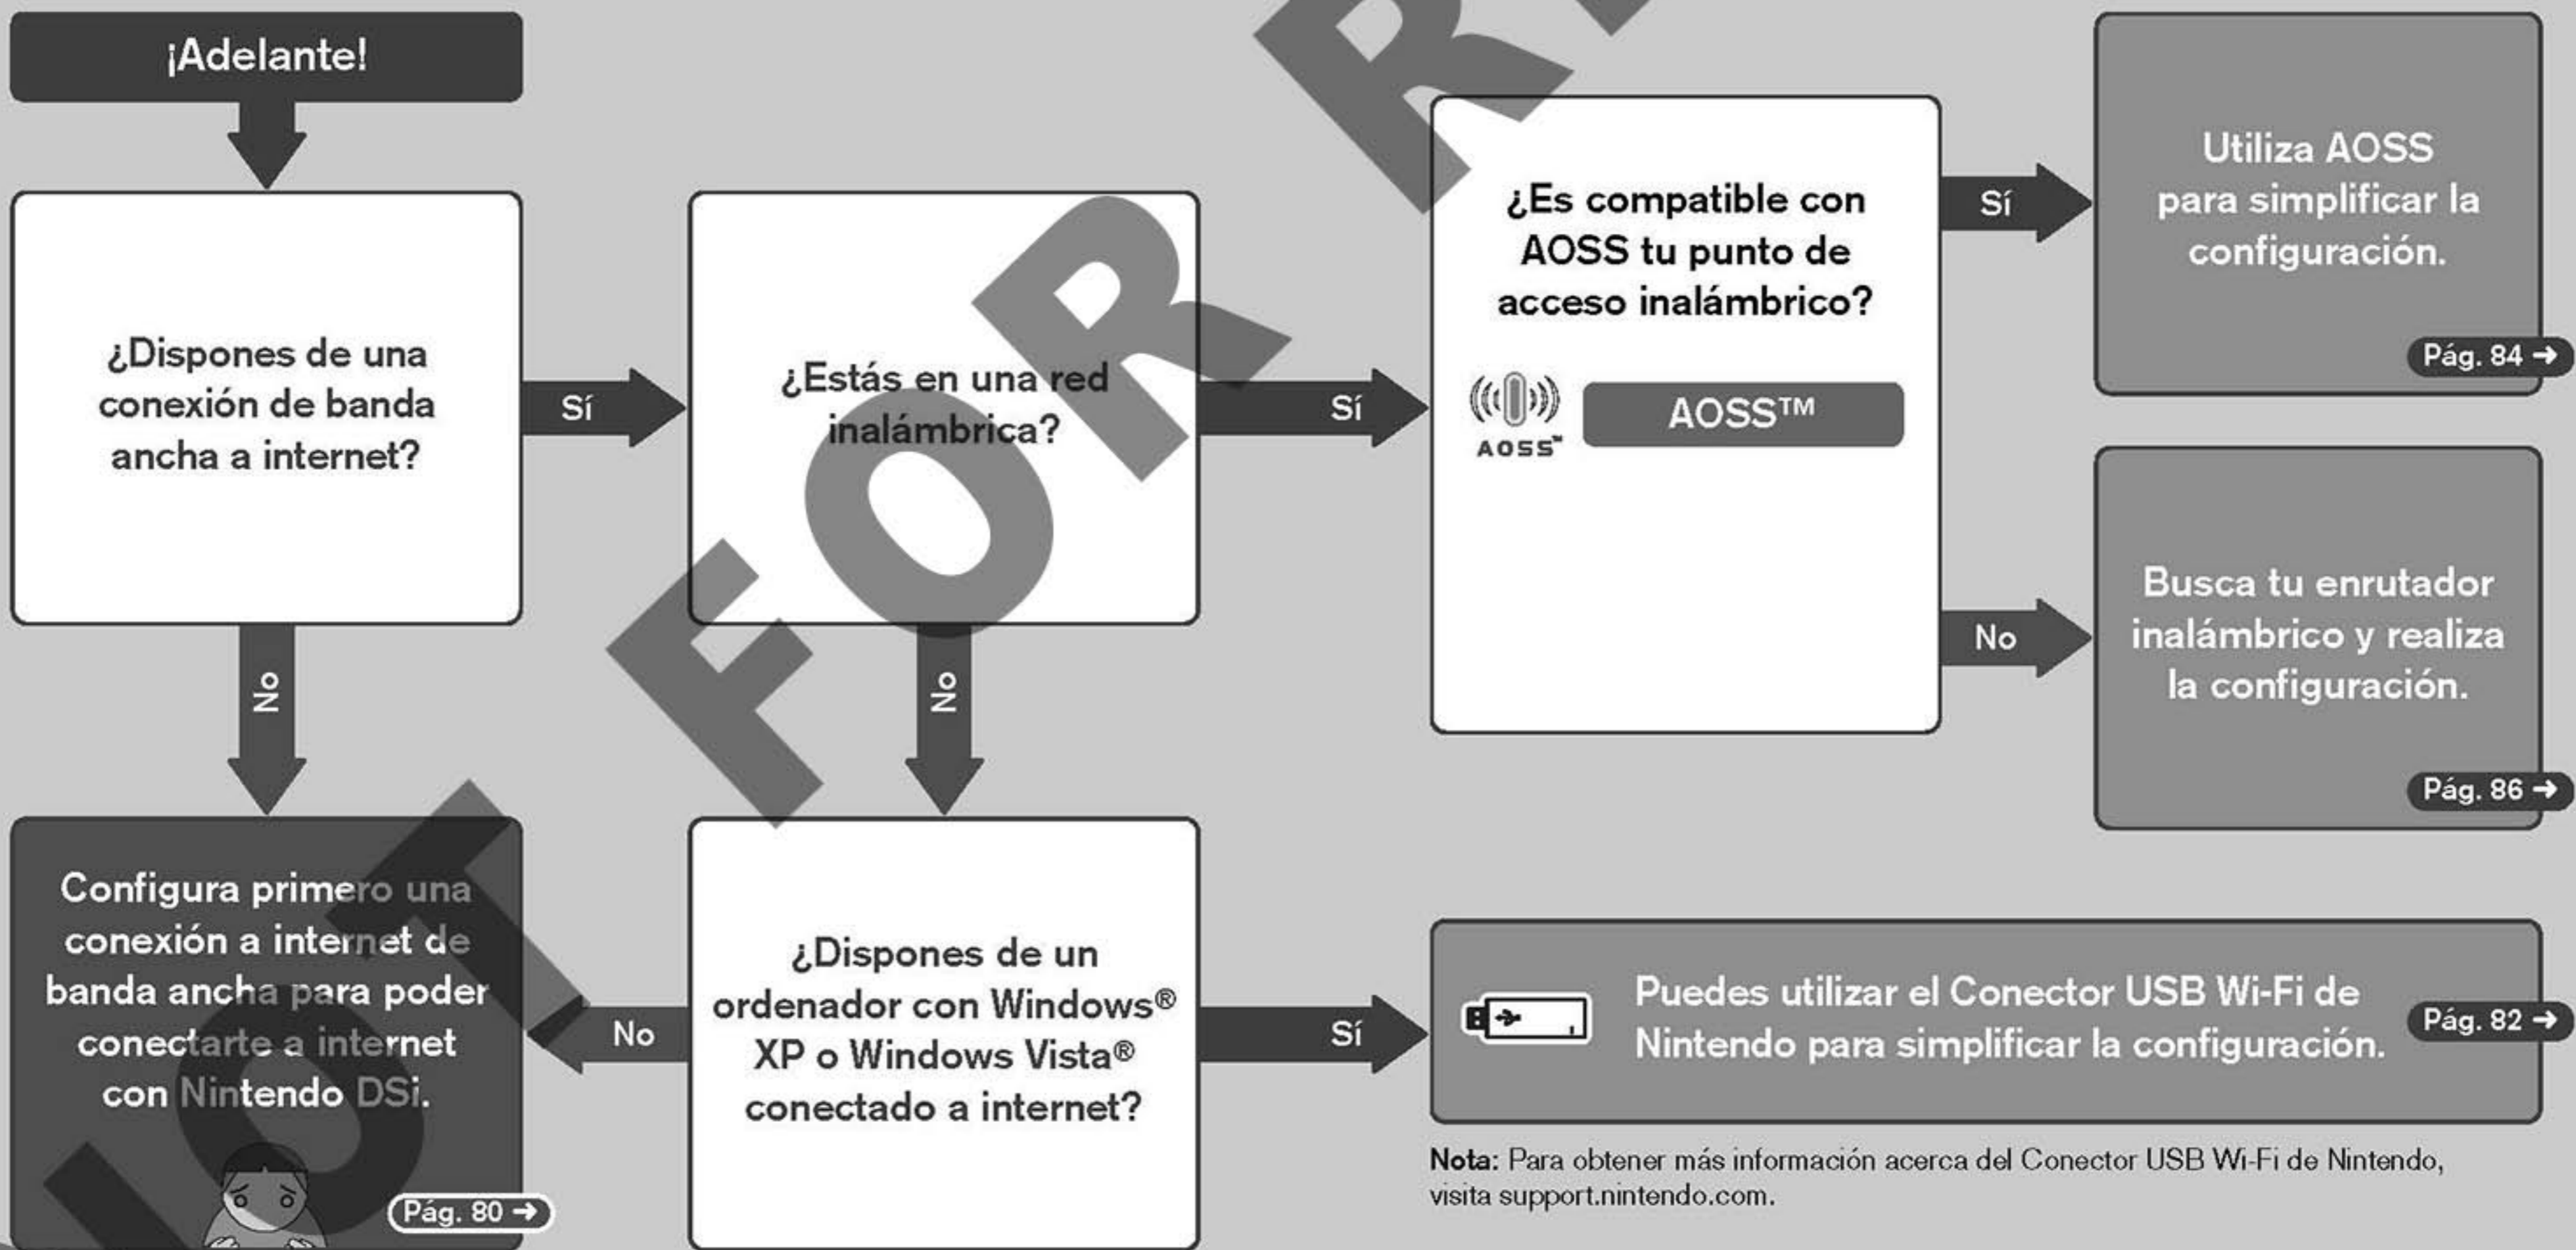 ¡Adelante!
¿Dispones de una
conexión de banda
ancha a internet?
Sí
No
¿Estás en una red
inalámbrica?
Sí
No
¿Es compatible con
AOSS tu punto de
acceso inalámbrico?
AOSS™
AOSS™
Sí
No
Utiliza AOSS
para simplificar la
configuración.
Pág. 84 →
Busca tu enrutador
inalámbrico y realiza
la configuración.
Pág. 86 →
Configura primero una
conexión a internet de
banda ancha para poder
conectarte a internet
con Nintendo DSi.
Pág. 80 →
No
¿Dispones de un
ordenador con Windows®
XP o Windows Vista®
conectado a internet?
Sí
Puedes utilizar el Conector USB Wi-Fi de
Nintendo para simplificar la configuración.
Pág. 82 →
Nota: Para obtener más información acerca del Conector USB Wi-Fi de Nintendo,
visita support.nintendo.com.
NOT FOR